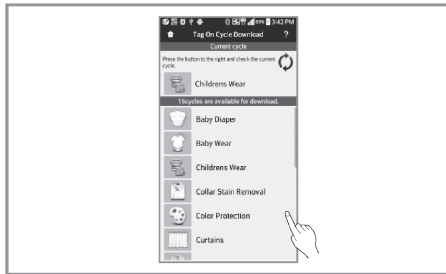 3:42 PM
Tag On Cycle Download ?
Current cycle
Press the button to the right and check the current
cycle.
Childrens Wear
16cycles are available for download.
Baby Diaper
Baby Wear
Childrens Wear
Collar Stain Removal
Color Protection
Curtains